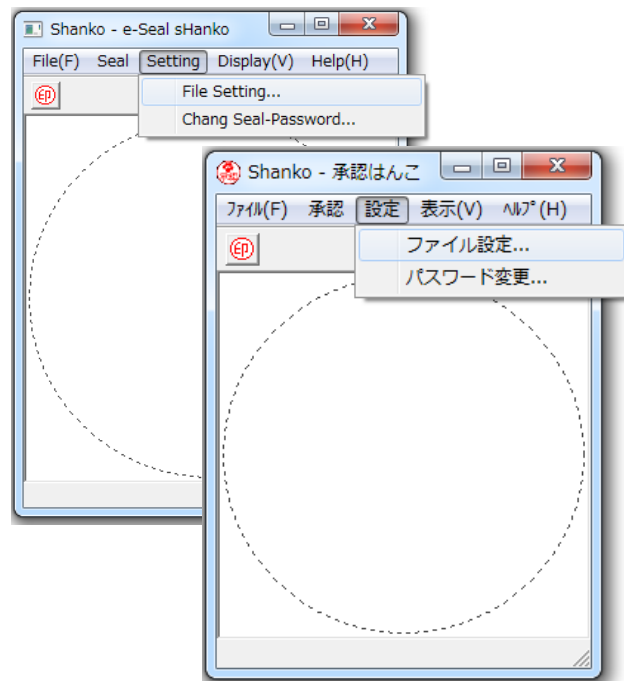 Shanko - e-Seal sHanko
File(F) Seal Setting Display(V) Help(H)
File Setting...
Chang Seal-Password...
印
Shanko - 承認はんこ
ﾌｧｲﾙ(F) 承認 設定 表示(V) ﾍﾙﾌﾟ(H)
ファイル設定...
パスワード変更...
印